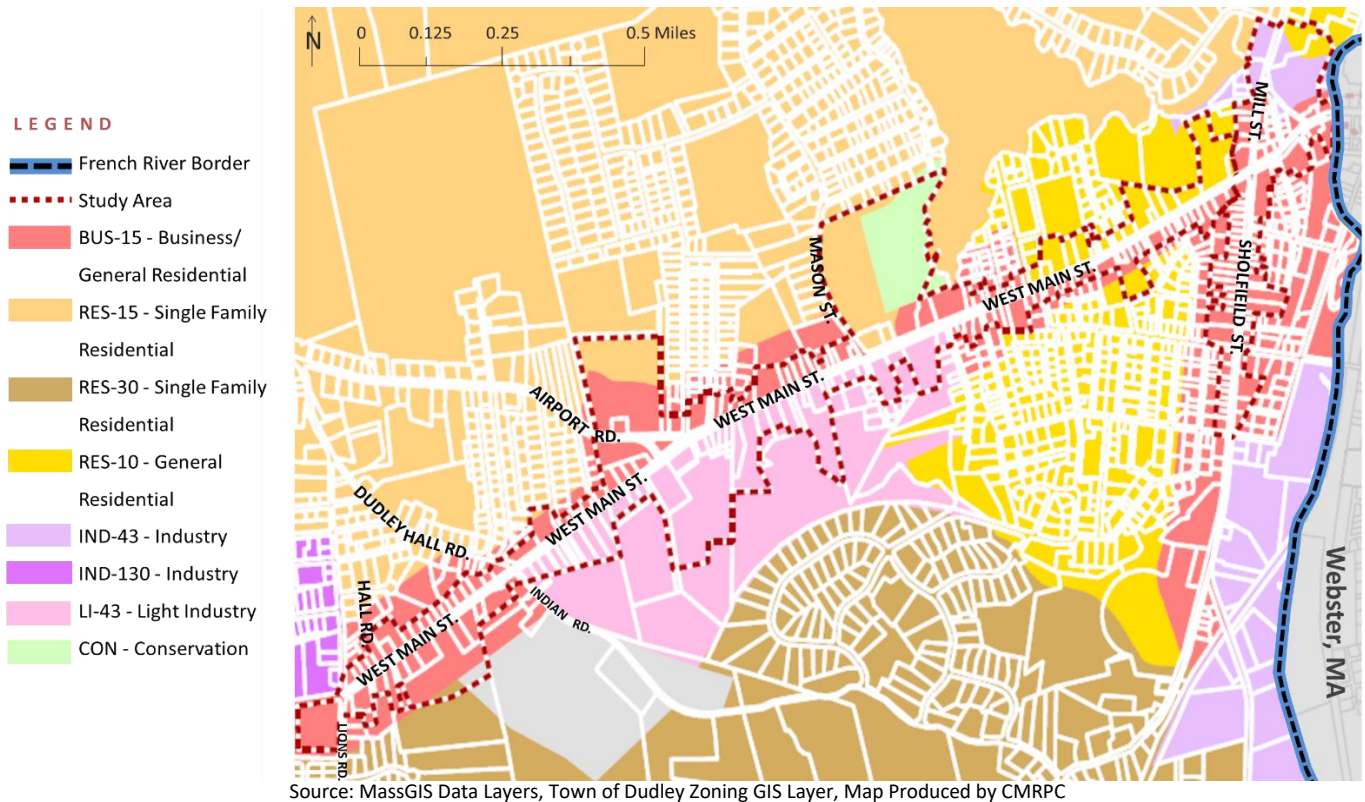 LEGEND
French River Border
Study Area
BUS-15 - Business/
General Residential
RES-15 - Single Family
Residential
RES-30 - Single Family
Residential
RES-10 - General
Residential
IND-43 - Industry
IND-130 - Industry
LI-43 - Light Industry
CON - Conservation
N
0 0.125 0.25 0.5 Miles
MILL ST.
MASON ST.
WEST MAIN ST.
SHOLFIELD ST.
WEST MAIN ST.
AIRPORT RD.
WEST MAIN ST.
DUDLEY HALL RD.
HALL RD.
INDIAN RD.
WEST MAIN ST.
LIONS RD.
Webster, MA
Source: MassGIS Data Layers, Town of Dudley Zoning GIS Layer, Map Produced by CMRPC